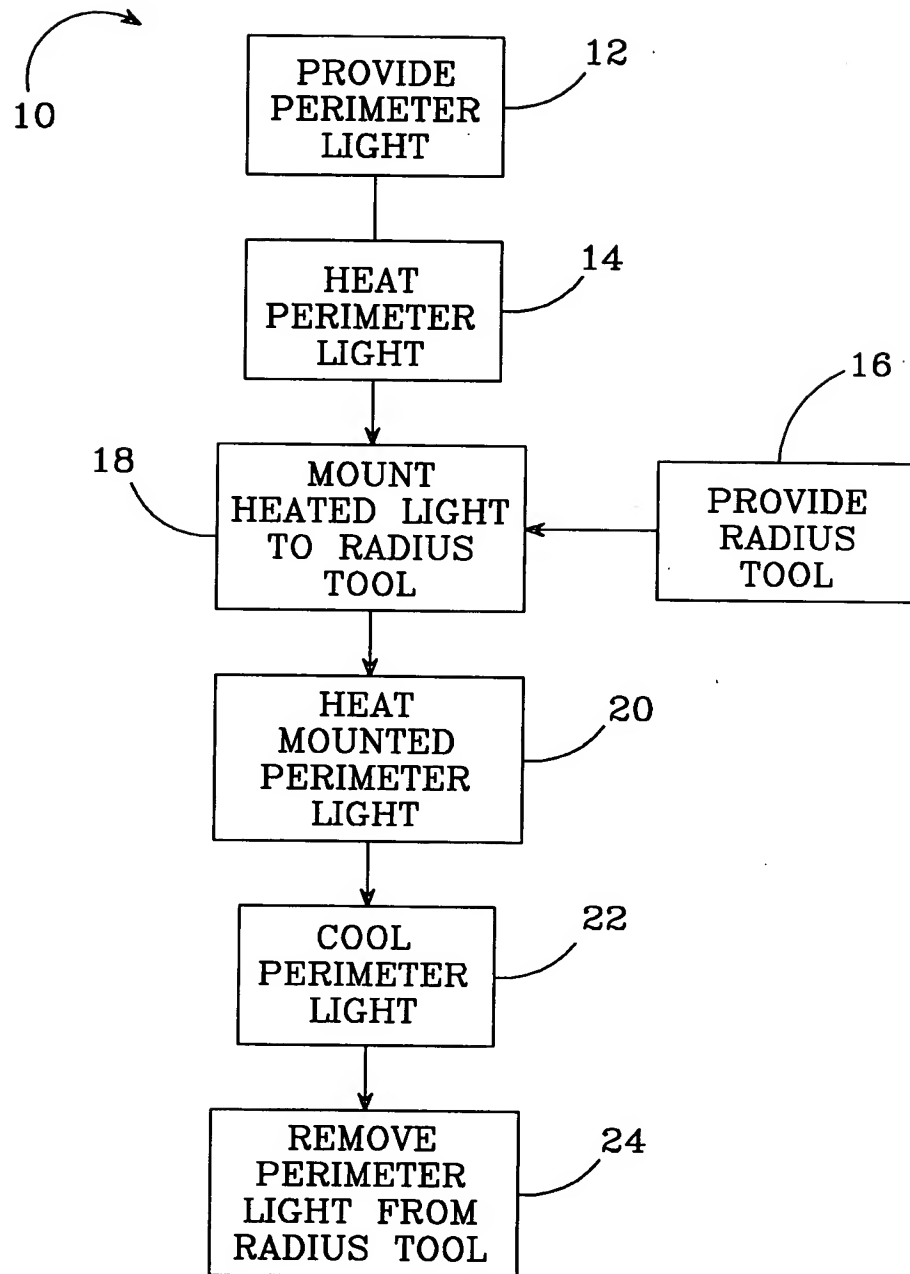 10
PROVIDE
PERIMETER
LIGHT
12
HEAT
PERIMETER
LIGHT
14
16
PROVIDE
RADIUS
TOOL
18
MOUNT
HEATED LIGHT
TO RADIUS
TOOL
HEAT
MOUNTED
PERIMETER
LIGHT
20
COOL
PERIMETER
LIGHT
22
REMOVE
PERIMETER
LIGHT FROM
RADIUS TOOL
24